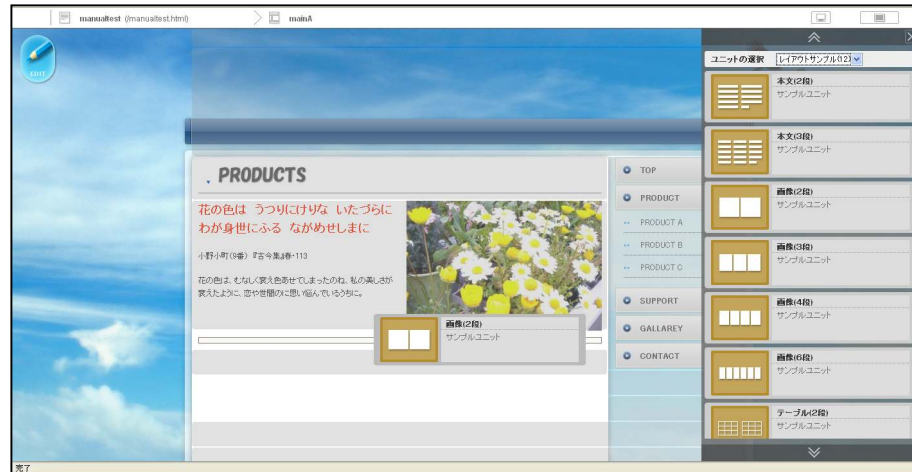 manualtest (/manualtest.html)
mainA
EDIT
ユニットの選択 レイアウトサンプル(12)
本文(2段)
サンプルユニット
本文(3段)
サンプルユニット
画像(2段)
サンプルユニット
画像(3段)
サンプルユニット
画像(4段)
サンプルユニット
画像(6段)
サンプルユニット
テーブル(2段)
サンプルユニット
PRODUCTS
花の色は うつりにけりな いたづらに
わが身世にふる ながめせしまに
小野小町(9番) 『古今集』春・113
花の色は、むなしく衰え色あせてしまったのね、私の美しさが
衰えたように、恋や世間のに思い悩んでいるうちに。
画像(2段)
サンプルユニット
TOP
PRODUCT
PRODUCT A
PRODUCT B
PRODUCT C
SUPPORT
GALLAREY
CONTACT
完了